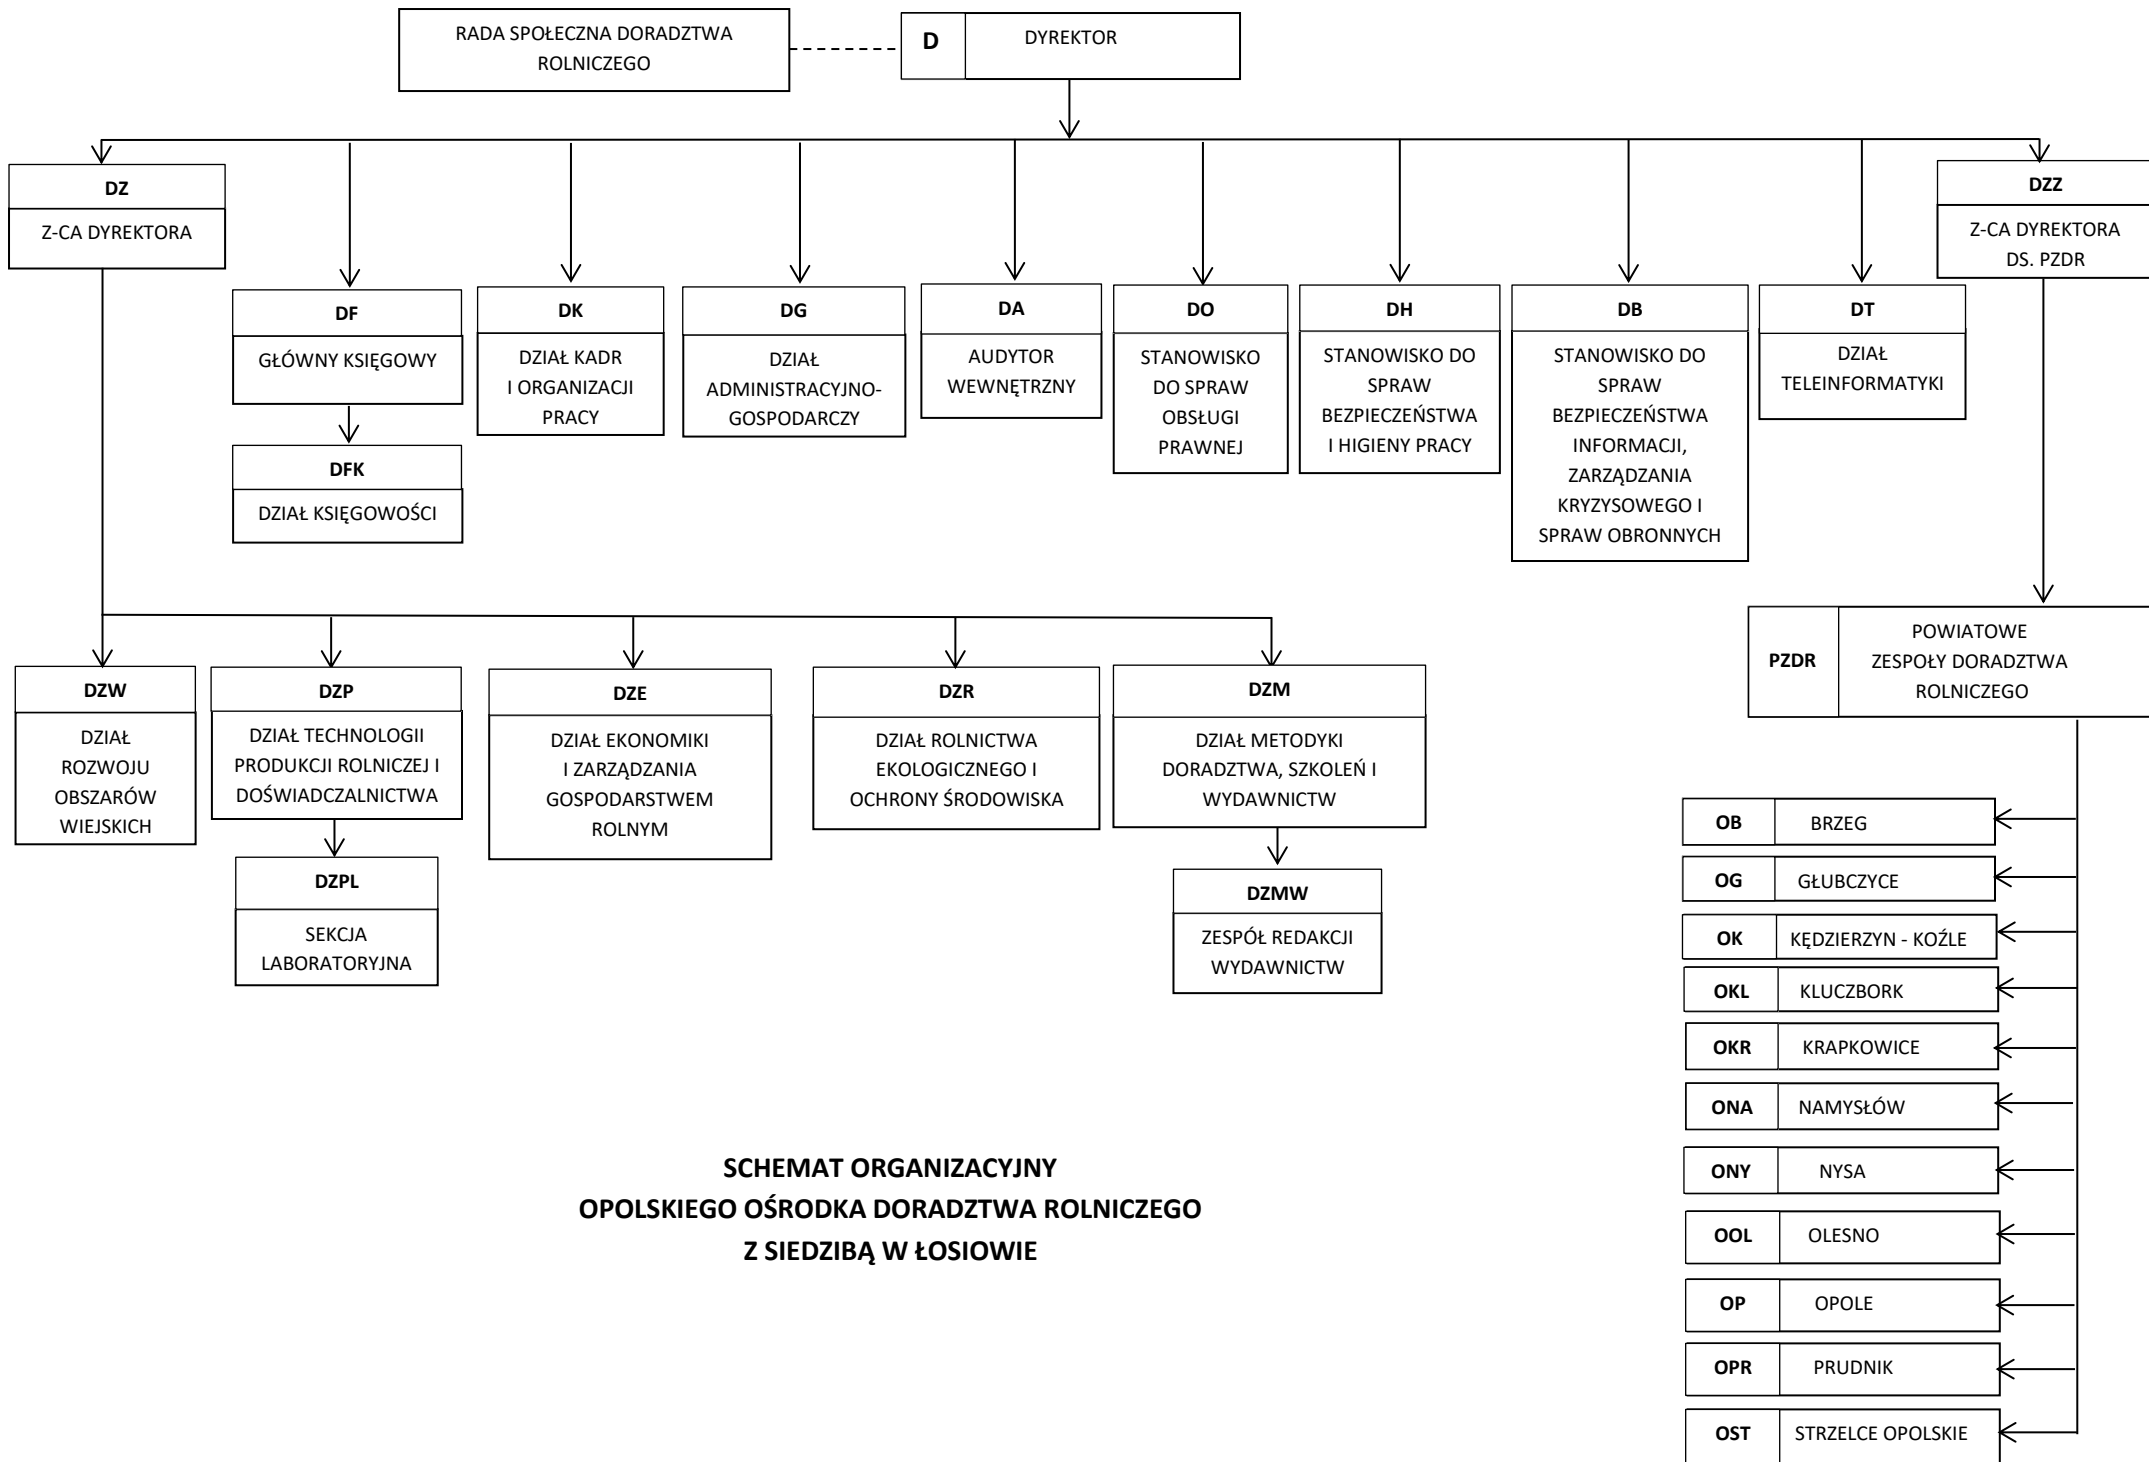 RADA SPOŁECZNA DORADZTWA
ROLNICZEGO
D
DYREKTOR
DZ
Z-CA DYREKTORA
DZZ
Z-CA DYREKTORA
DS. PZDR
DF
GŁÓWNY KSIĘGOWY
DFK
DZIAŁ KSIĘGOWOŚCI
DK
DZIAŁ KADR
I ORGANIZACJI
PRACY
DG
DZIAŁ
ADMINISTRACYJNO-
GOSPODARCZY
DA
AUDYTOR
WEWNĘTRZNY
DO
STANOWISKO
DO SPRAW
OBSŁUGI
PRAWNEJ
DH
STANOWISKO DO
SPRAW
BEZPIECZEŃSTWA
I HIGIENY PRACY
DB
STANOWISKO DO
SPRAW
BEZPIECZEŃSTWA
INFORMACJI,
ZARZĄDZANIA
KRYZYSOWEGO I
SPRAW OBRONNYCH
DT
DZIAŁ
TELEINFORMATYKI
DZW
DZIAŁ
ROZWOJU
OBSZARÓW
WIEJSKICH
DZP
DZIAŁ TECHNOLOGII
PRODUKCJI ROLNICZEJ I
DOŚWIADCZALNICTWA
DZPL
SEKCJA
LABORATORYJNA
DZE
DZIAŁ EKONOMIKI
I ZARZĄDZANIA
GOSPODARSTWEM
ROLNYM
DZR
DZIAŁ ROLNICTWA
EKOLOGICZNEGO I
OCHRONY ŚRODOWISKA
DZM
DZIAŁ METODYKI
DORADZTWA, SZKOLEŃ I
WYDAWNICTW
DZMW
ZESPÓŁ REDAKCJI
WYDAWNICTW
PZDR
POWIATOWE
ZESPOŁY DORADZTWA
ROLNICZEGO
OB BRZEG
OG GŁUBCZYCE
OK KĘDZIERZYN - KOŹLE
OKL KLUCZBORK
OKR KRAPKOWICE
ONA NAMYSŁÓW
ONY NYSA
OOL OLESNO
OP OPOLE
OPR PRUDNIK
OST STRZELCE OPOLSKIE
SCHEMAT ORGANIZACYJNY
OPOLSKIEGO OŚRODKA DORADZTWA ROLNICZEGO
Z SIEDZIBĄ W ŁOSIOWIE